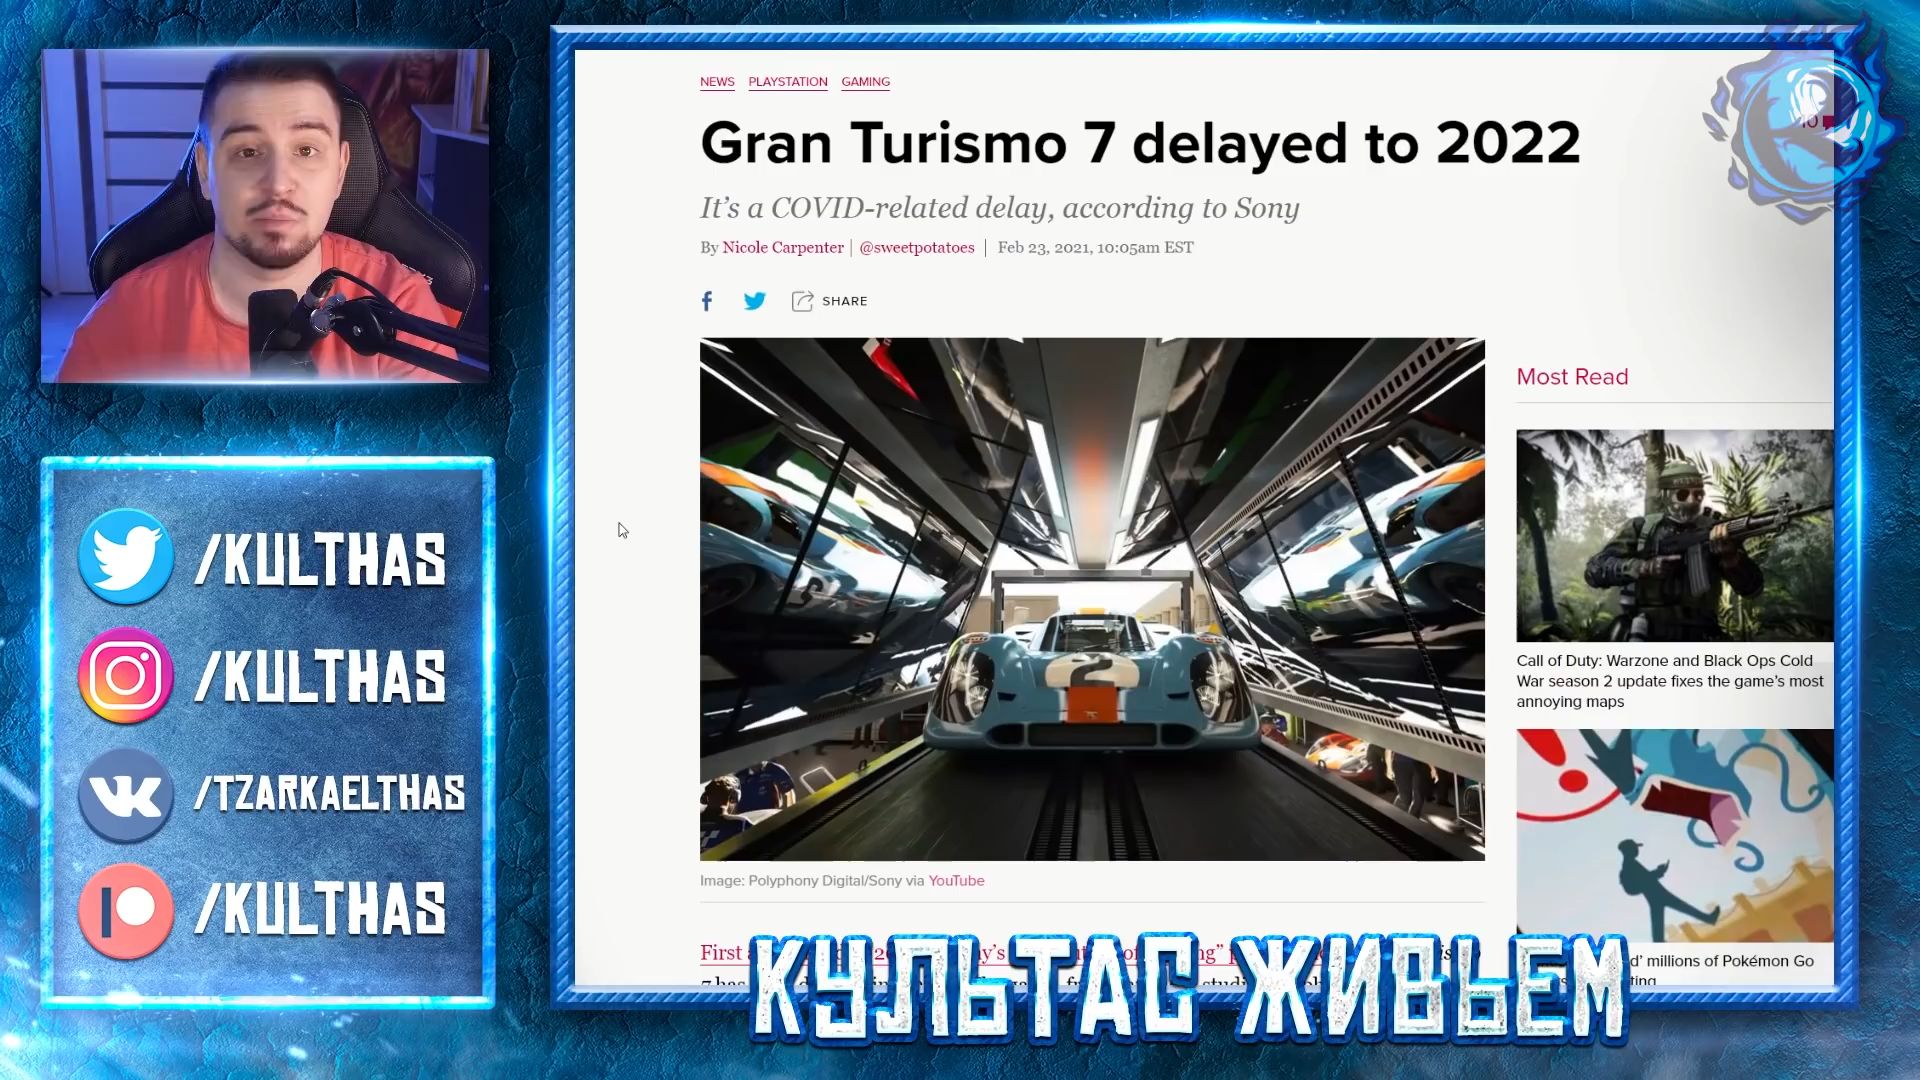 NEWS PLAYSTATION GAMING
Gran Turismo 7 delayed to 2022
It's a COVID-related delay, according to Sony
By Nicole Carpenter | @sweetpotatoes | Feb 23, 2021, 10:05am EST
SHARE
2
Image: Polyphony Digital/Sony via YouTube
First
Most Read
Call of Duty: Warzone and Black Ops Cold
War season 2 update fixes the game's most
annoying maps
millions of Pokémon Go
/KULTHAS
/KULTHAS
/TZARKAELTHAS
/KULTHAS
КУЛЬТАС ЖИВЬЕМ